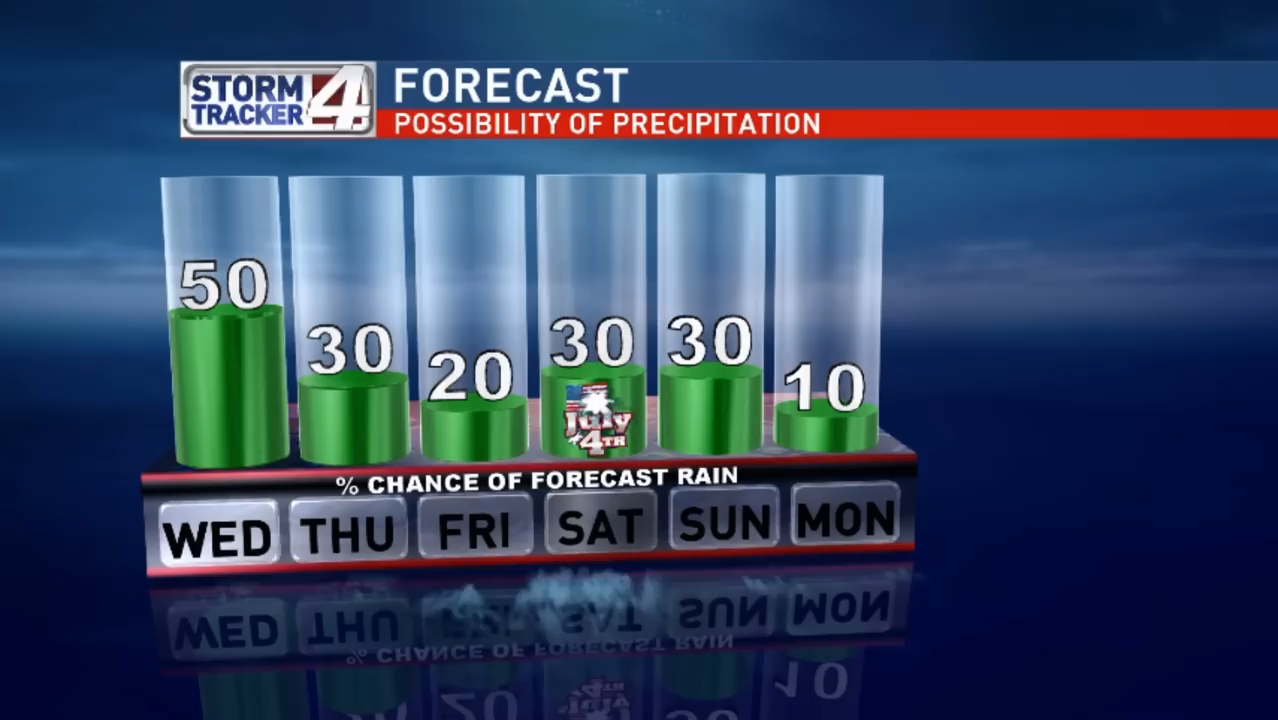 STORM
TRACKER 4
FORECAST
POSSIBILITY OF PRECIPITATION
50
30
20
30
30
10
July
4TH
% CHANCE OF FORECAST RAIN
WED THU FRI SAT SUN MON